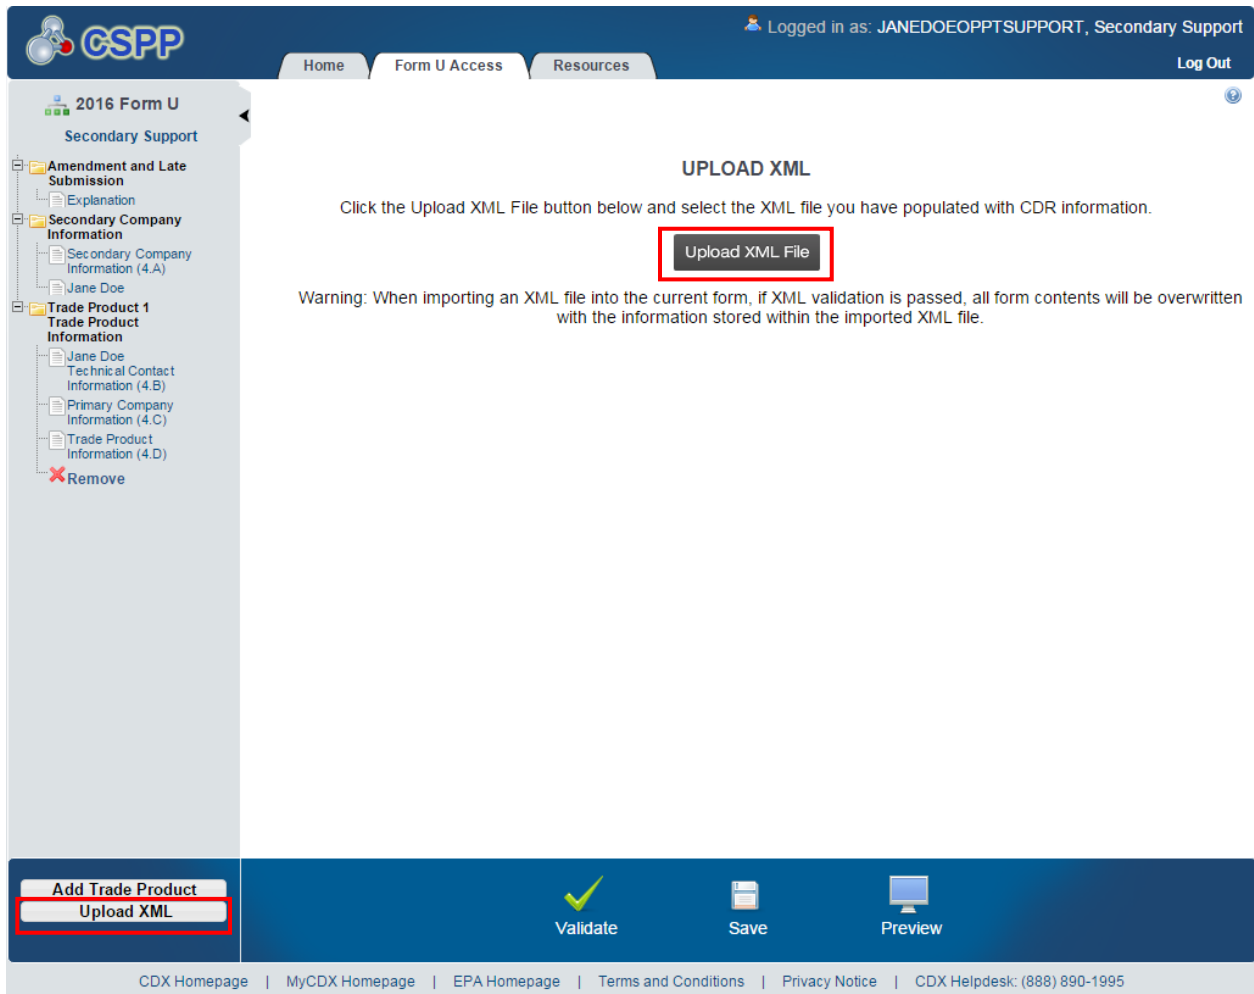 CSPP
Logged in as: JANEDOEOPPTSUPPORT, Secondary Support
Home
Form U Access
Resources
Log Out
2016 Form U
Secondary Support
Amendment and Late
Submission
Explanation
Secondary Company
Information
Secondary Company
Information (4.A)
Jane Doe
Trade Product 1
Trade Product
Information
Jane Doe
Technical Contact
Information (4.B)
Primary Company
Information (4.C)
Trade Product
Information (4.D)
Remove
?
UPLOAD XML
Click the Upload XML File button below and select the XML file you have populated with CDR information.
Upload XML File
Warning: When importing an XML file into the current form, if XML validation is passed, all form contents will be overwritten
with the information stored within the imported XML file.
Add Trade Product
Upload XML
Validate
Save
Preview
CDX Homepage | MyCDX Homepage | EPA Homepage | Terms and Conditions | Privacy Notice | CDX Helpdesk: (888) 890-1995